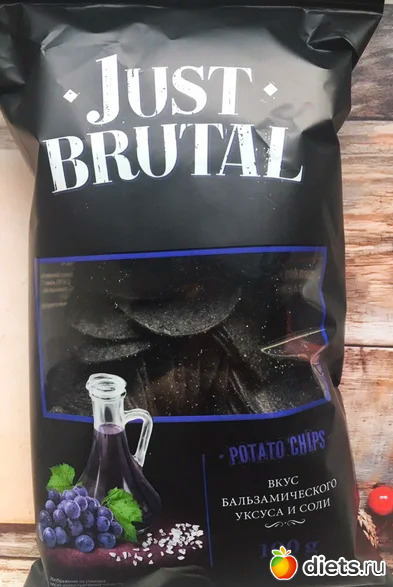 JUST
BRUTAL
POTATO CHIPS
ВКУС
БАЛЬЗАМИЧЕСКОГО
УКСУСА И СОЛИ
diets.ru